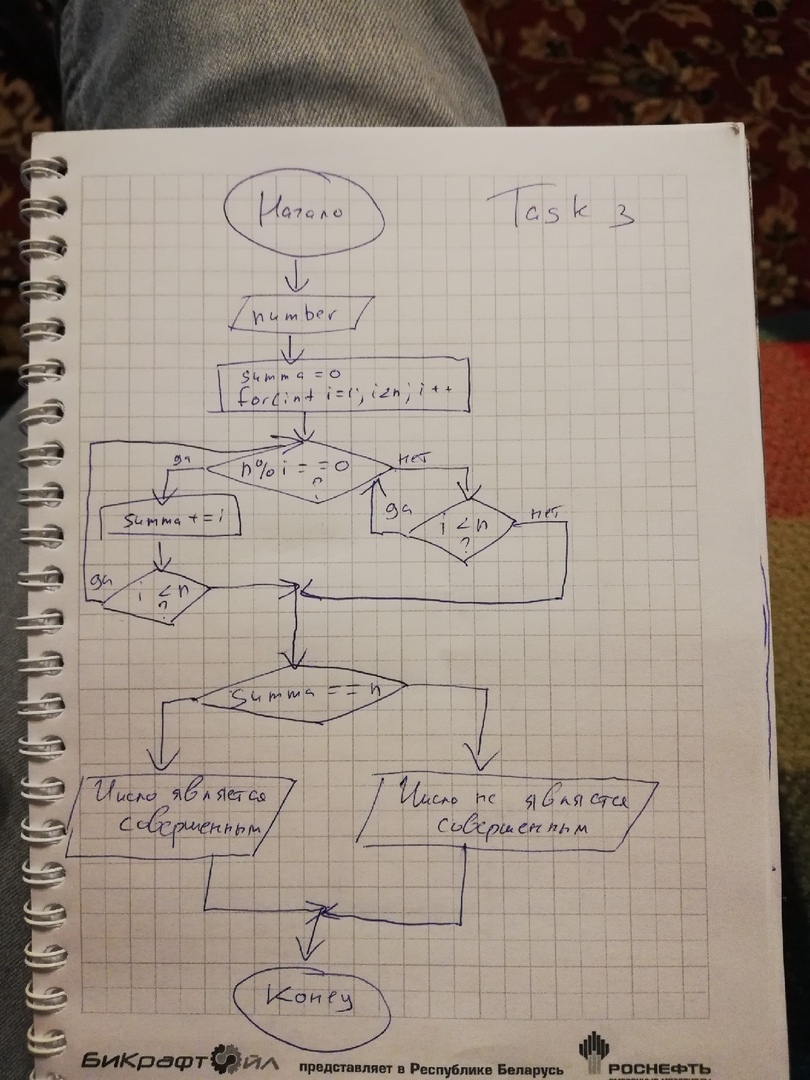 Начало
Task 3
number
summa = 0
for(int i=1; i<n; i++
n% i = =0
?
да
нет
summa += i
i <n
?
да
нет
да
i <n
?
Summa == n
Число является
совершенным
Число не является
совершенным
Конец
БиКрафт Ойл представляет в Республике Беларусь РОСНЕФТЬ